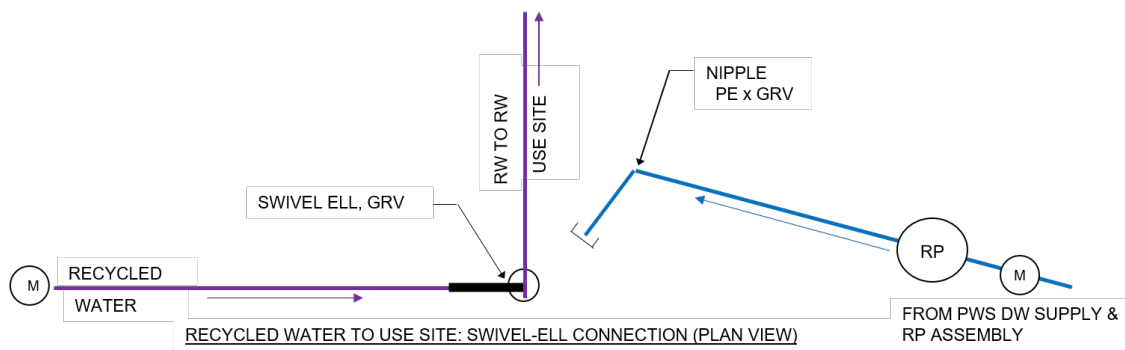 NIPPLE
PE x GRV
RW TO RW
USE SITE
SWIVEL ELL, GRV
RP
M
RECYCLED
WATER
M
FROM PWS DW SUPPLY &
RP ASSEMBLY
RECYCLED WATER TO USE SITE: SWIVEL-ELL CONNECTION (PLAN VIEW)